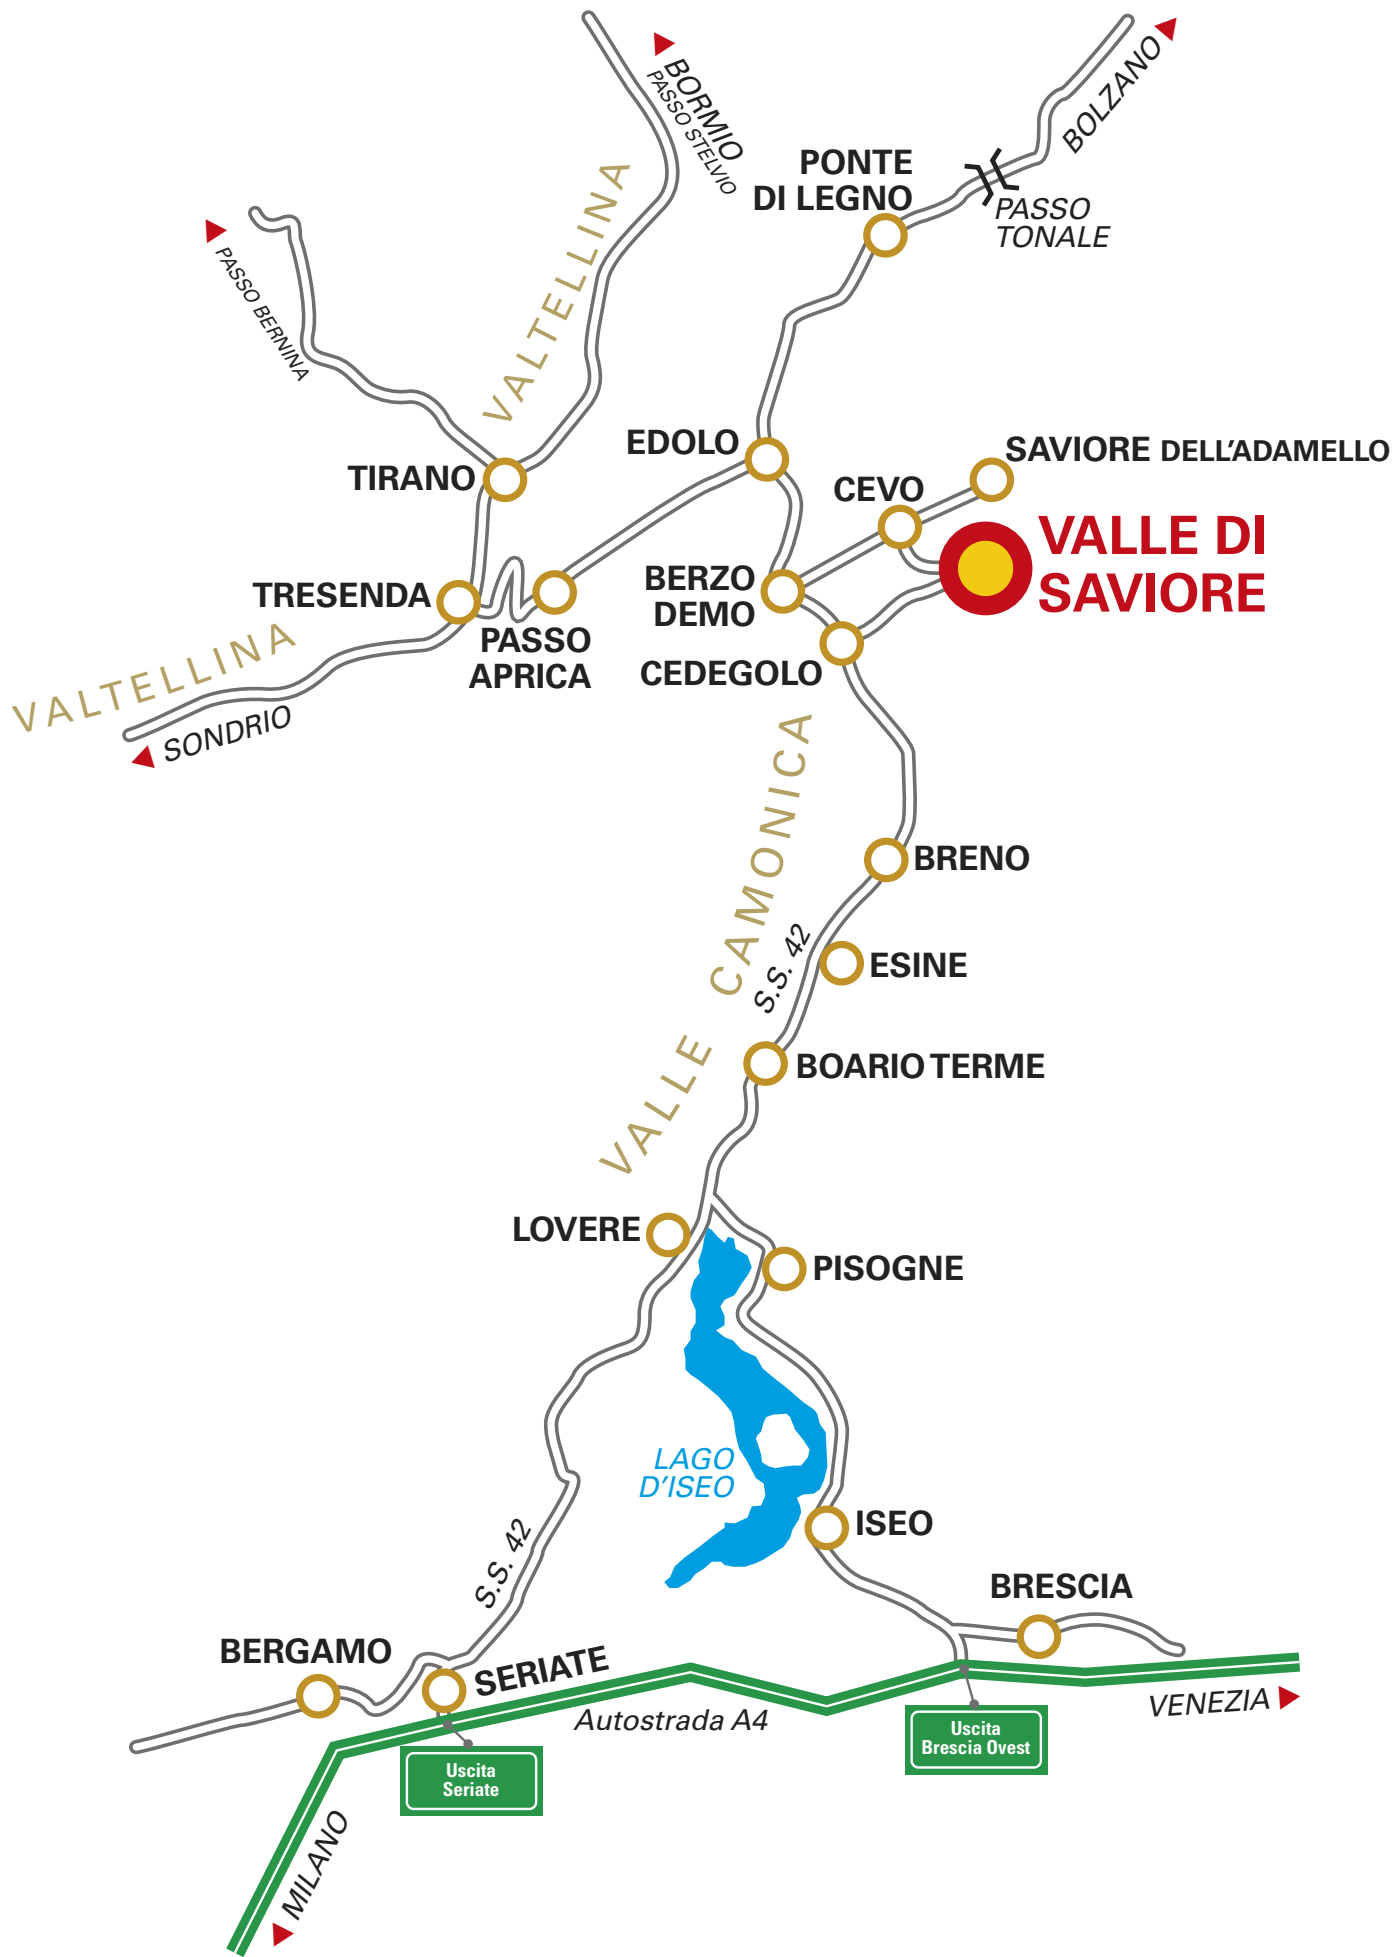 BORMIO
PASSO STELVIO
BOLZANO
PONTE
DI LEGNO
PASSO
TONALE
PASSO BERNINA
VALTELLINA
EDOLO
SAVIORE DELL'ADAMELLO
TIRANO
CEVO
VALLE DI
SAVIORE
BERZO
DEMO
TRESENDA
PASSO
APRICA
CEDEGOLO
VALTELLINA
SONDRIO
VALLE CAMONICA
BRENO
S.S. 42
ESINE
BOARIO TERME
LOVERE
PISOGNE
LAGO
D'ISEO
ISEO
S.S. 42
BRESCIA
BERGAMO
SERIATE
Autostrada A4
VENEZIA
Uscita
Brescia Ovest
Uscita
Seriate
MILANO